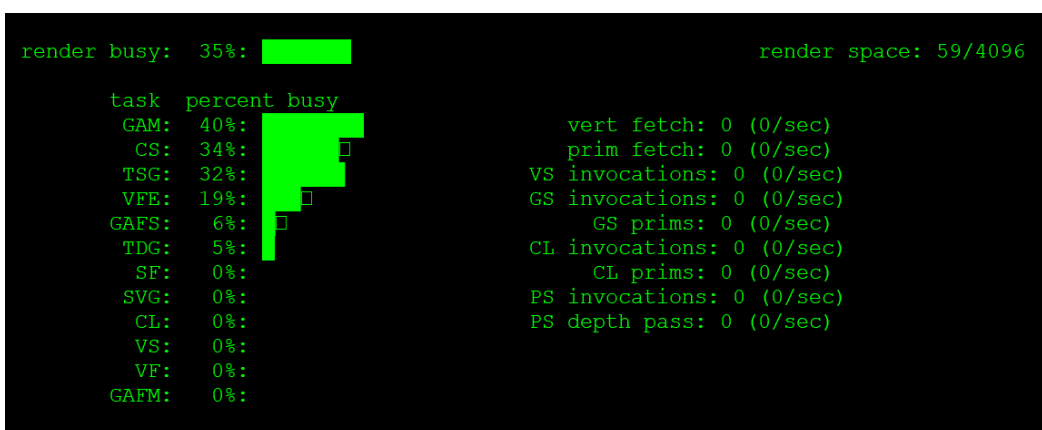 render busy: 35%: render space: 59/4096
task percent busy
GAM: 40%: vert fetch: 0 (0/sec)
CS: 34%: prim fetch: 0 (0/sec)
TSG: 32%: VS invocations: 0 (0/sec)
VFE: 19%: GS invocations: 0 (0/sec)
GAFS: 6%: GS prims: 0 (0/sec)
TDG: 5%: CL invocations: 0 (0/sec)
SF: 0%: CL prims: 0 (0/sec)
SVG: 0%: PS invocations: 0 (0/sec)
CL: 0%: PS depth pass: 0 (0/sec)
VS: 0%:
VF: 0%:
GAFM: 0%: